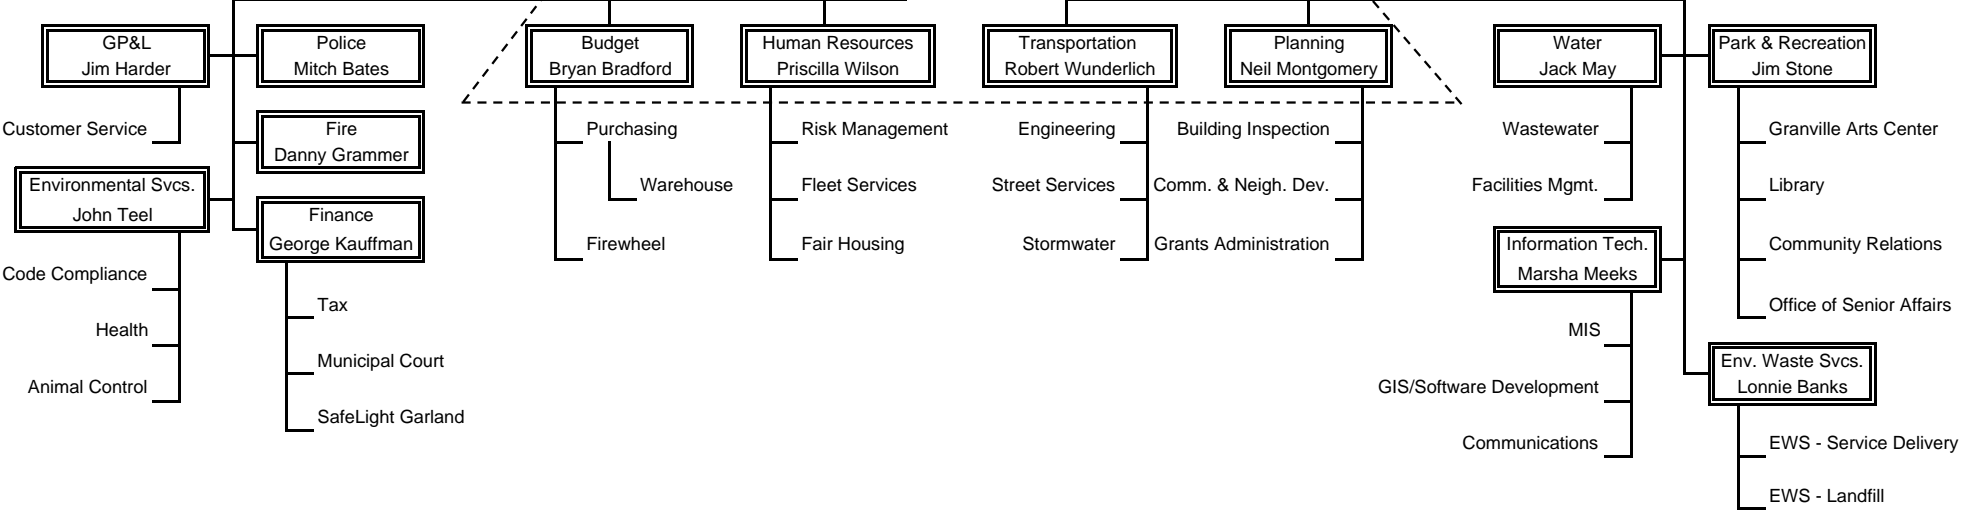 GP&L
Jim Harder
Customer Service
Environmental Svcs.
John Teel
Code Compliance
Health
Animal Control
Police
Mitch Bates
Fire
Danny Grammer
Finance
George Kauffman
Tax
Municipal Court
SafeLight Garland
Budget
Bryan Bradford
Purchasing
Warehouse
Firewheel
Human Resources
Priscilla Wilson
Risk Management
Fleet Services
Fair Housing
Transportation
Robert Wunderlich
Engineering
Street Services
Stormwater
Planning
Neil Montgomery
Building Inspection
Comm. & Neigh. Dev.
Grants Administration
Water
Jack May
Wastewater
Facilities Mgmt.
Information Tech.
Marsha Meeks
MIS
GIS/Software Development
Communications
Park & Recreation
Jim Stone
Granville Arts Center
Library
Community Relations
Office of Senior Affairs
Env. Waste Svcs.
Lonnie Banks
EWS - Service Delivery
EWS - Landfill